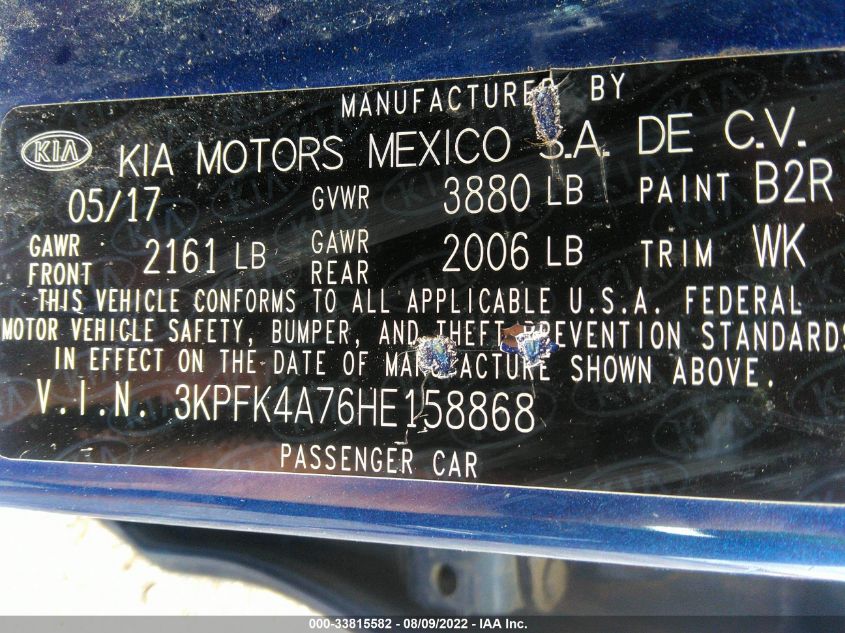 MANUFACTURED BY
KIA KIA MOTORS MEXICO S.A. DE C.V.
05/17 GVWR 3880 LB PAINT B2R
GAWR FRONT 2161 LB GAWR REAR 2006 LB TRIM WK
THIS VEHICLE CONFORMS TO ALL APPLICABLE U.S.A. FEDERAL
MOTOR VEHICLE SAFETY, BUMPER, AND THEFT PREVENTION STANDARDS
IN EFFECT ON THE DATE OF MANUFACTURE SHOWN ABOVE.
V.I.N. 3KPFK4A76HE158868
PASSENGER CAR
000-33815582 - 08/09/2022 - IAA Inc.